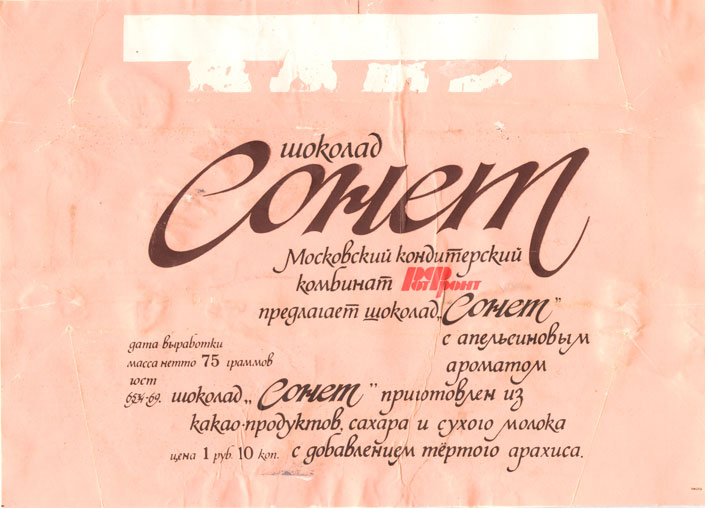 шоколад
Сонет
Московский кондитерский
комбинат Рот Фронт
предлагает шоколад „Сонет"
с апельсиновым
ароматом
дата выработки
масса нетто 75 граммов
гост
6534-69.
шоколад „Сонет" приготовлен из
какао-продуктов, сахара и сухого молока
с добавлением тёртого арахиса.
цена 1 руб. 10 коп.